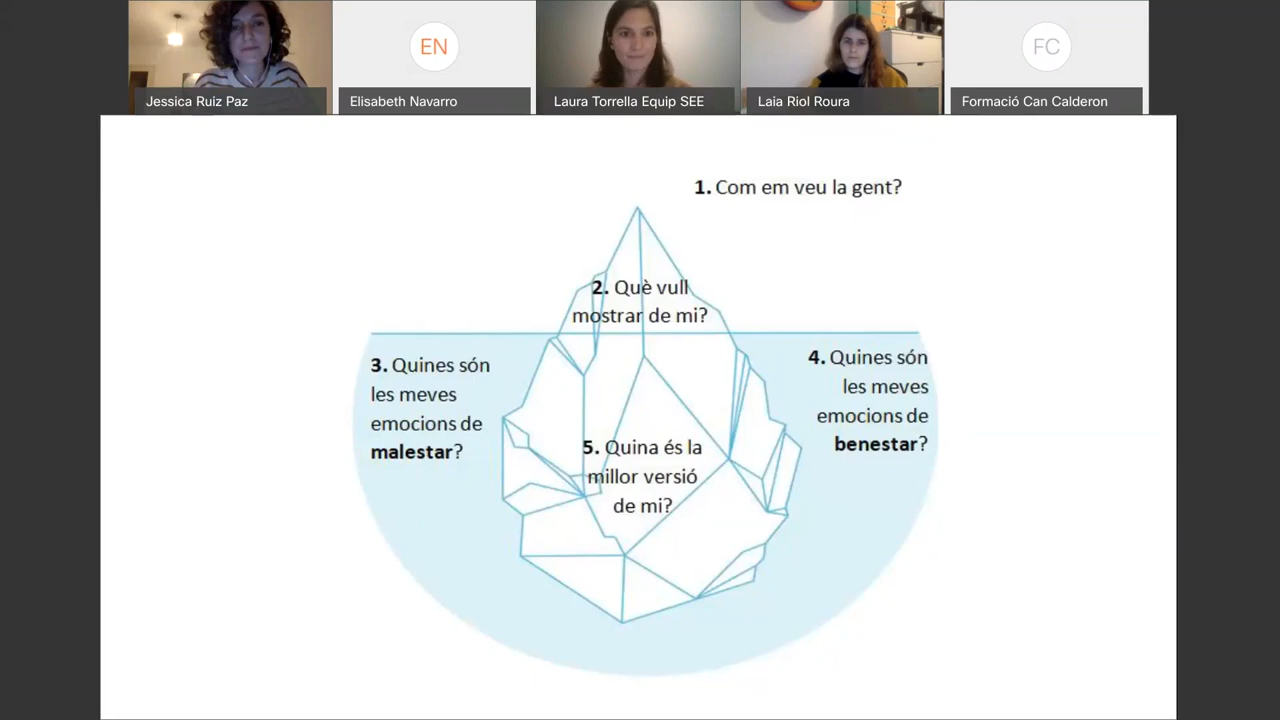 EN
FC
Jessica Ruiz Paz
Elisabeth Navarro
Laura Torrella Equip SEE
Laia Riol Roura
Formació Can Calderon
1. Com em veu la gent?
2. Què vull
mostrar de mi?
3. Quines són
les meves
emocions de
malestar?
4. Quines són
les meves
emocions de
benestar?
5. Quina és la
millor versió
de mi?